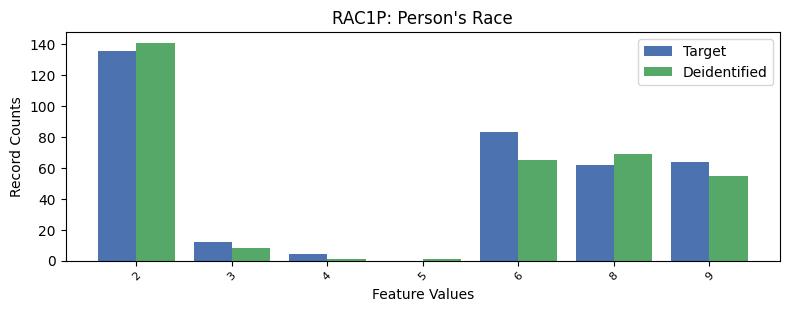 RAC1P: Person's Race
Target
Deidentified
Record Counts
140
120
100
80
60
40
20
0
2 3 4 5 6 8 9
Feature Values